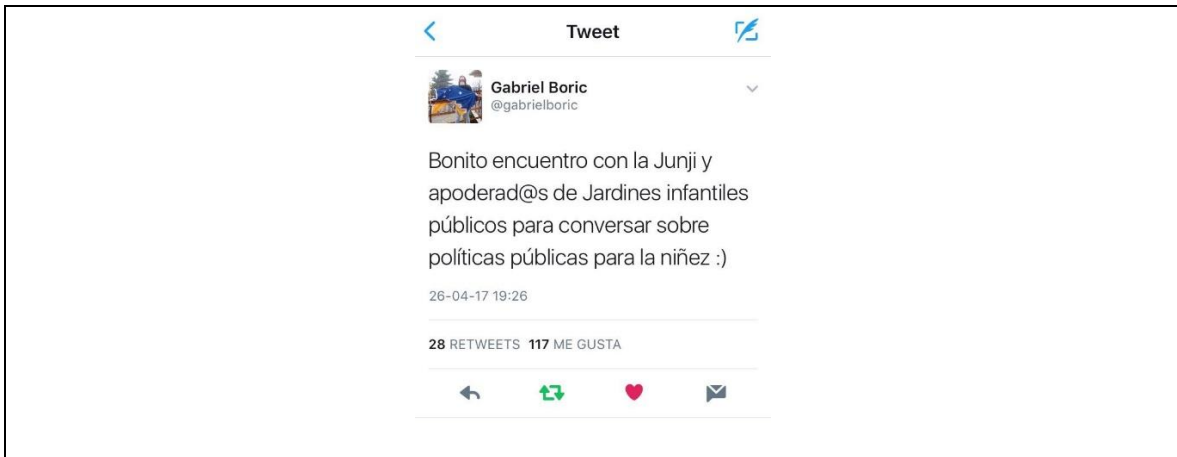 Tweet
Gabriel Boric
@gabrielboric
Bonito encuentro con la Junji y
apoderad@s de Jardines infantiles
públicos para conversar sobre
políticas públicas para la niñez :)
26-04-17 19:26
28 RETWEETS 117 ME GUSTA